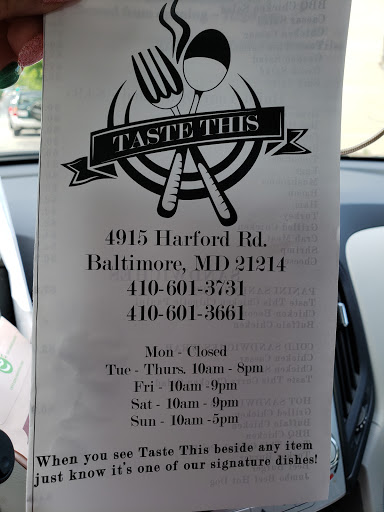 TASTE THIS
4915 Harford Rd.
Baltimore, MD 21214
410-601-3731
410-601-3661
Mon - Closed
Tue - Thurs. 10am - 8pm
Fri - 10am -9pm
Sat - 10am - 9pm
Sun - 10am -5pm
When you see Taste This beside any item
just know it's one of our signature dishes!